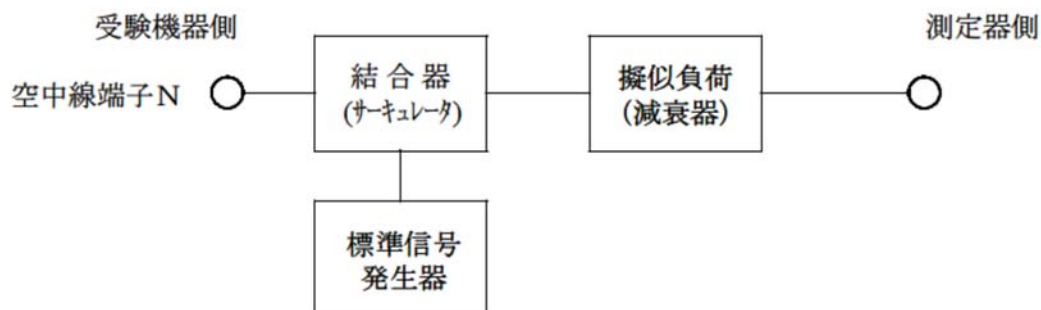 受験機器側
測定器側
空中線端子N
結合器
(サーキュレータ)
擬似負荷
(減衰器)
標準信号
発生器